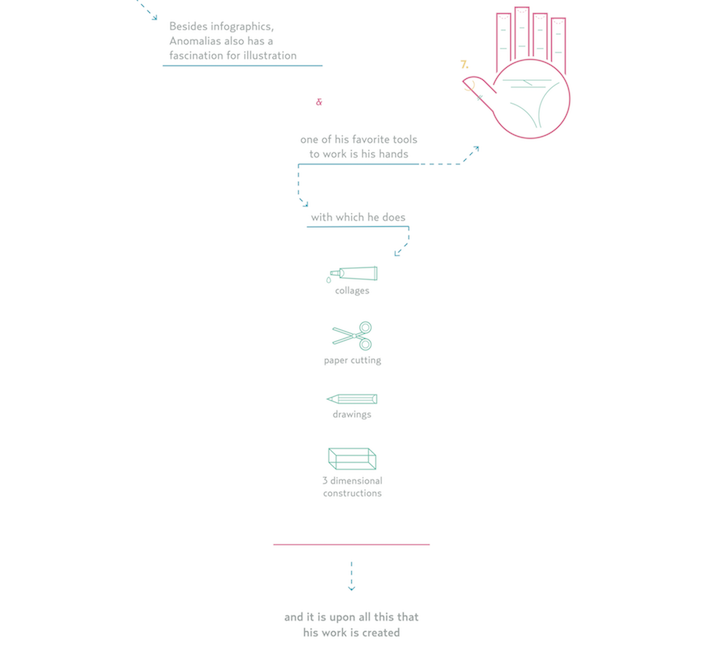 Besides infographics,
Anomalias also has a
fascination for illustration
&
7.
one of his favorite tools
to work is his hands
with which he does
collages
paper cutting
drawings
3 dimensional
constructions
and it is upon all this that
his work is created